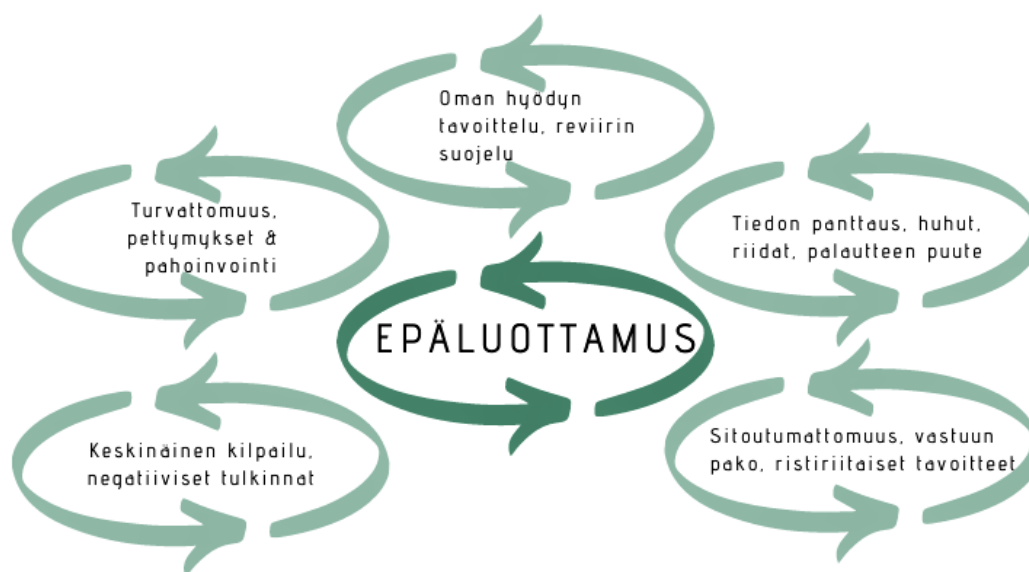 Oman hyödyn
tavoittelu, reviirin
suojelu
Turvattomuus,
pettymykset &
pahoinvointi
Tiedon panttaus, huhut,
riidat, palautteen puute
EPÄLUOTTAMUS
Keskinäinen kilpailu,
negatiiviset tulkinnat
Sitoutumattomuus, vastuun
pako, ristiriitaiset tavoitteet